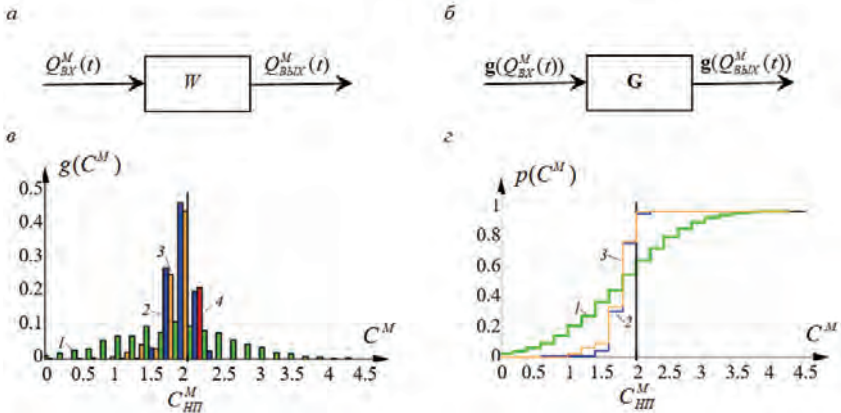 а
б
Q^M_ВХ(t)
W
Q^M_ВЫХ(t)
g(Q^M_ВХ(t))
G
g(Q^M_ВЫХ(t))
в
г
g(C^M)
0.5
0.4
0.3
0.2
0.1
0
1
2
3
4
C^M
0 0.5 1 1.5 2 2.5 3 3.5 4 4.5
C^M_НП
p(C^M)
1
0.8
0.6
0.4
0.2
0
1
2
3
C^M
0 0.5 1 1.5 2 2.5 3 3.5 4 4.5
C^M_НП